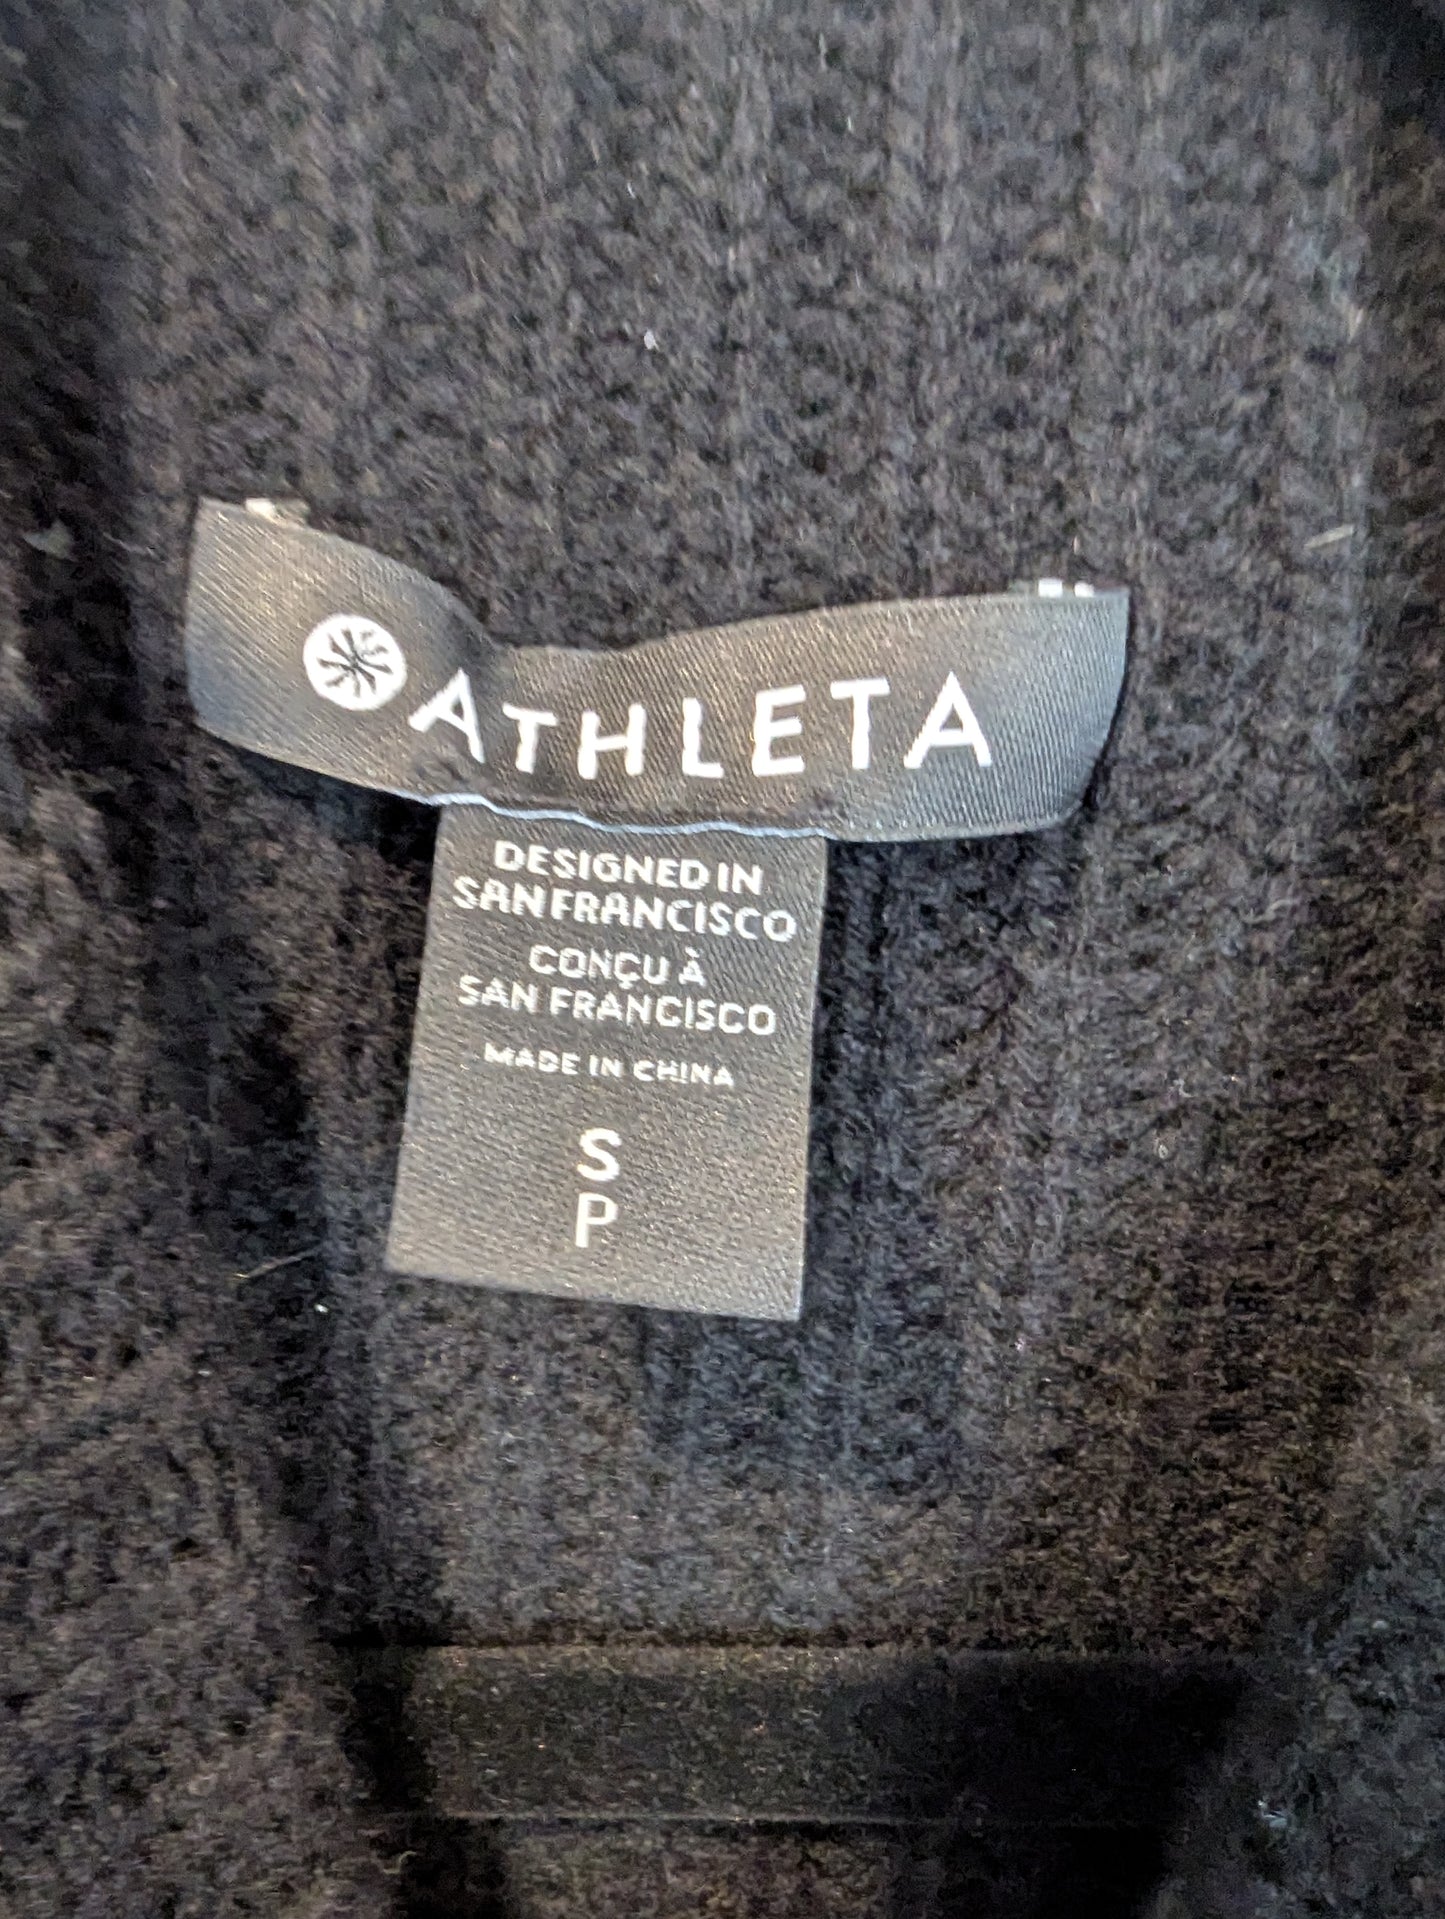 ATHLETA
DESIGNED IN
SAN FRANCISCO
CONÇU À
SAN FRANCISCO
MADE IN CHINA
S
P